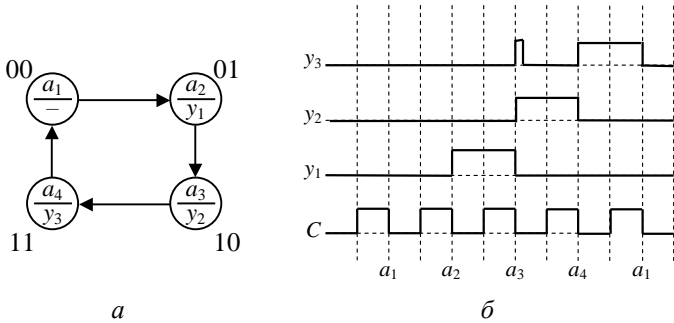 00 01
a₁ a₂
– y₁
a₄ a₃
y₃ y₂
11 10
а
y₃
y₂
y₁
C
a₁ a₂ a₃ a₄ a₁
б